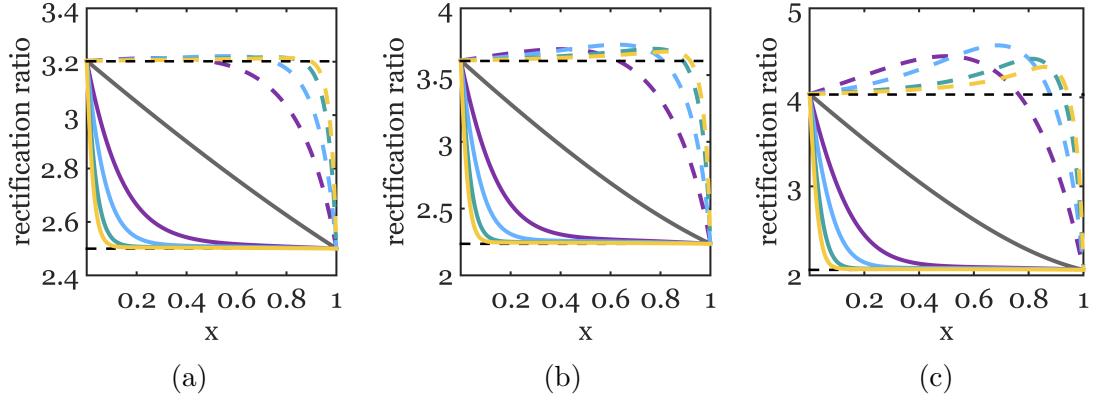 rectification ratio
3.4
3.2
3
2.8
2.6
2.4
0.2 0.4 0.6 0.8 1
x
(a)
rectification ratio
4
3.5
3
2.5
2
0.2 0.4 0.6 0.8 1
x
(b)
rectification ratio
5
4
3
2
0.2 0.4 0.6 0.8 1
x
(c)